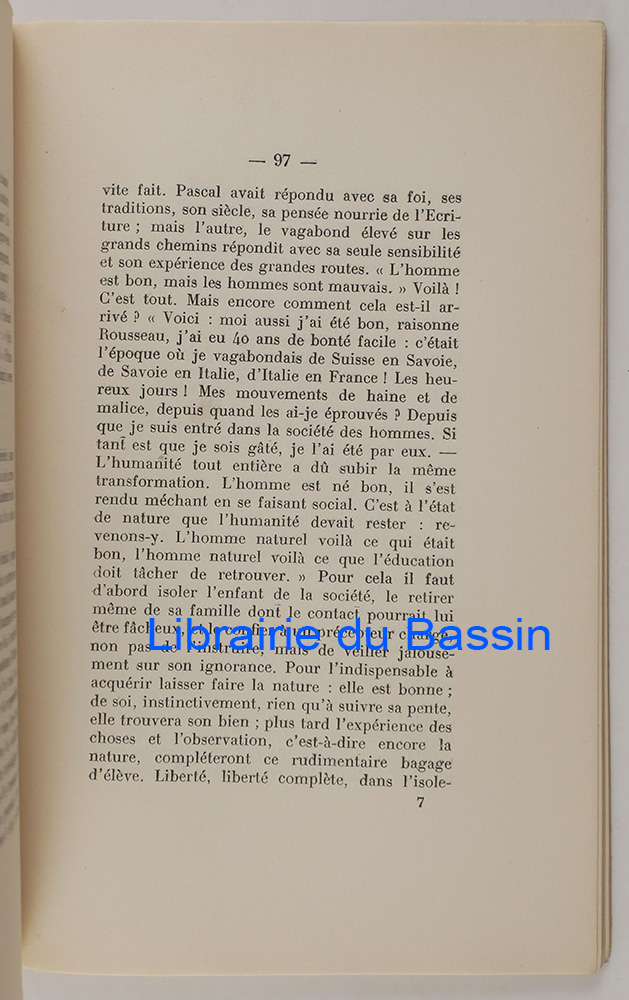 — 97 —
vite fait. Pascal avait répondu avec sa foi, ses
traditions, son siècle, sa pensée nourrie de l'Ecri-
ture ; mais l'autre, le vagabond élevé sur les
grands chemins répondit avec sa seule sensibilité
et son expérience des grandes routes. « L'homme
est bon, mais les hommes sont mauvais. » Voilà !
C'est tout. Mais encore comment cela est-il ar-
rivé ? « Voici : moi aussi j'ai été bon, raisonne
Rousseau, j'ai eu 40 ans de bonté facile : c'était
l'époque où je vagabondais de Suisse en Savoie,
de Savoie en Italie, d'Italie en France ! Les heu-
reux jours ! Mes mouvements de haine et de
malice, depuis quand les ai-je éprouvés ? Depuis
que je suis entré dans la société des hommes. Si
tant est que je sois gâté, je l'ai été par eux. —
L'humanité tout entière a dû subir la même
transformation. L'homme est né bon, il s'est
rendu méchant en se faisant social. C'est à l'état
de nature que l'humanité devait rester : re-
venons-y. L'homme naturel voilà ce qui était
bon, l'homme naturel voilà ce que l'éducation
doit tâcher de retrouver. » Pour cela il faut
d'abord isoler l'enfant de la société, le retirer
même de sa famille dont le contact pourrait lui
être fâcheux, et le confier à un précepteur chargé,
Librairie du Bassin
non pas de l'instruire, mais de veiller jalouse-
ment sur son ignorance. Pour l'indispensable à
acquérir laisser faire la nature : elle est bonne ;
de soi, instinctivement, rien qu'à suivre sa pente,
elle trouvera son bien ; plus tard l'expérience des
choses et l'observation, c'est-à-dire encore la
nature, compléteront ce rudimentaire bagage
d'élève. Liberté, liberté complète, dans l'isole-
7